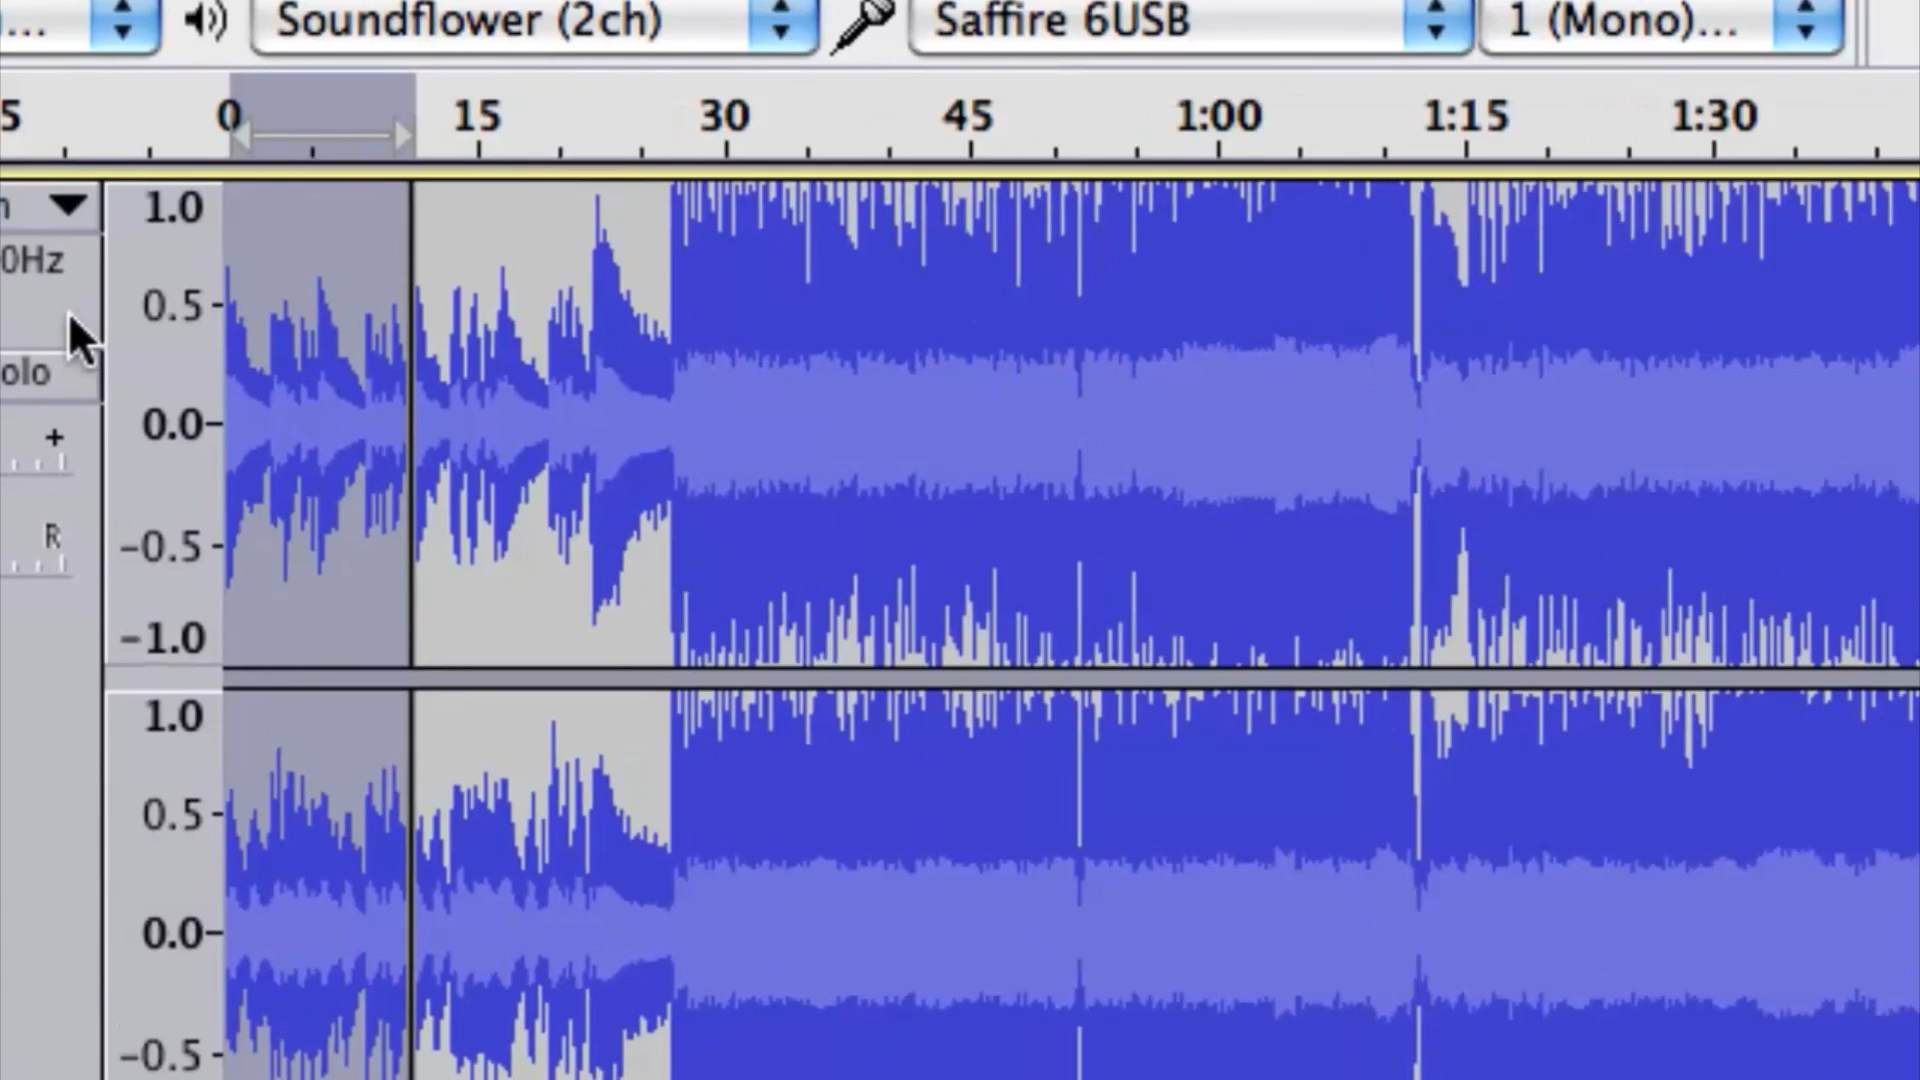 ... Soundflower (2ch) Saffire 6USB 1 (Mono)...
5 0 15 30 45 1:00 1:15 1:30
1.0
0Hz
0.5
olo
0.0
+
R
-0.5
-1.0
1.0
0.5
0.0
-0.5